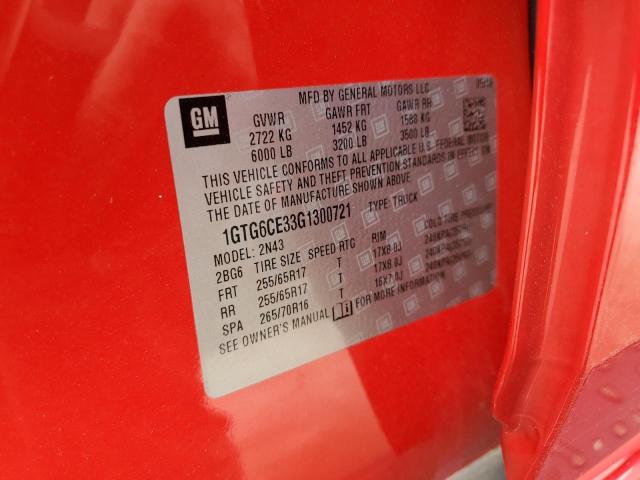 MFD BY GENERAL MOTORS LLC
GM
GVWR GAWR FRT GAWR RR
2722 KG 1452 KG 1588 KG
6000 LB 3200 LB 3500 LB
THIS VEHICLE CONFORMS TO ALL APPLICABLE U.S. FEDERAL MOTOR
VEHICLE SAFETY AND THEFT PREVENTION STANDARDS IN EFFECT ON
THE DATE OF MANUFACTURE SHOWN ABOVE.
1GTG6CE33G1300721 TYPE: TRUCK
MODEL: 2N43
2BG6 TIRE SIZE SPEED RTG RIM COLD TIRE PRESSURE
FRT 255/65R17 T 17X8.0J
RR 255/65R17 T 17X8.0J
SPA 265/70R16 T 16X7.0J
SEE OWNER'S MANUAL FOR MORE INFORMATION